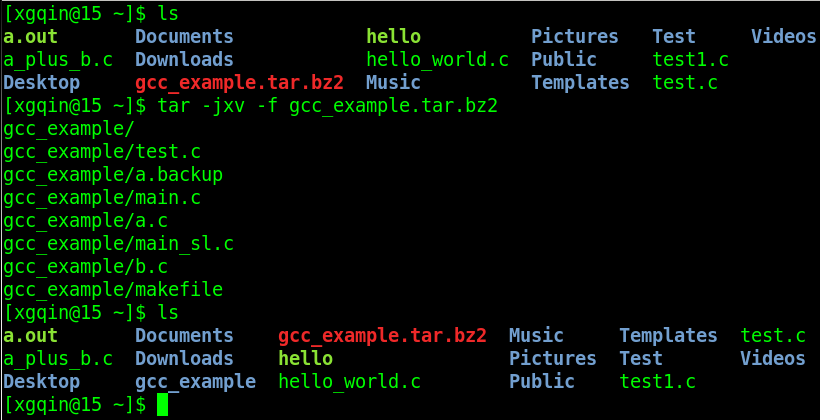 [xgqin@15 ~]$ ls
a.out       Documents            hello          Pictures   Test     Videos
a_plus_b.c  Downloads            hello_world.c  Public     test1.c
Desktop     gcc_example.tar.bz2  Music          Templates  test.c
[xgqin@15 ~]$ tar -jxv -f gcc_example.tar.bz2
gcc_example/
gcc_example/test.c
gcc_example/a.backup
gcc_example/main.c
gcc_example/a.c
gcc_example/main_sl.c
gcc_example/b.c
gcc_example/makefile
[xgqin@15 ~]$ ls
a.out       Documents    gcc_example.tar.bz2  Music     Templates  test.c
a_plus_b.c  Downloads    hello                Pictures  Test       Videos
Desktop     gcc_example  hello_world.c        Public    test1.c
[xgqin@15 ~]$